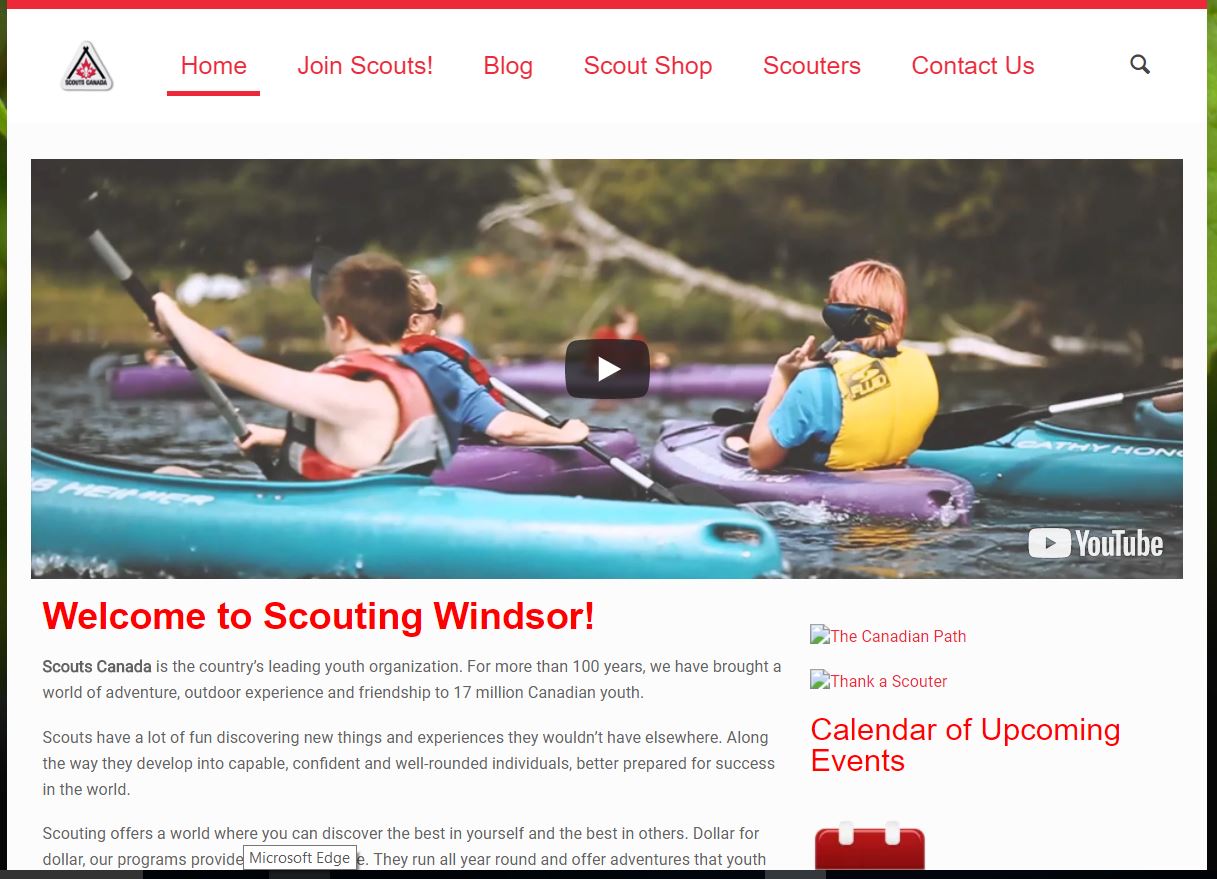 SCOUTS CANADA
Home
Join Scouts!
Blog
Scout Shop
Scouters
Contact Us
FLUID
CATHY HON
B HEIMIER
YouTube
Welcome to Scouting Windsor!
Scouts Canada is the country’s leading youth organization. For more than 100 years, we have brought a
world of adventure, outdoor experience and friendship to 17 million Canadian youth.
Scouts have a lot of fun discovering new things and experiences they wouldn’t have elsewhere. Along
the way they develop into capable, confident and well-rounded individuals, better prepared for success
in the world.
Scouting offers a world where you can discover the best in yourself and the best in others. Dollar for
dollar, our programs provide
Microsoft Edge
e. They run all year round and offer adventures that youth
The Canadian Path
Thank a Scouter
Calendar of Upcoming
Events